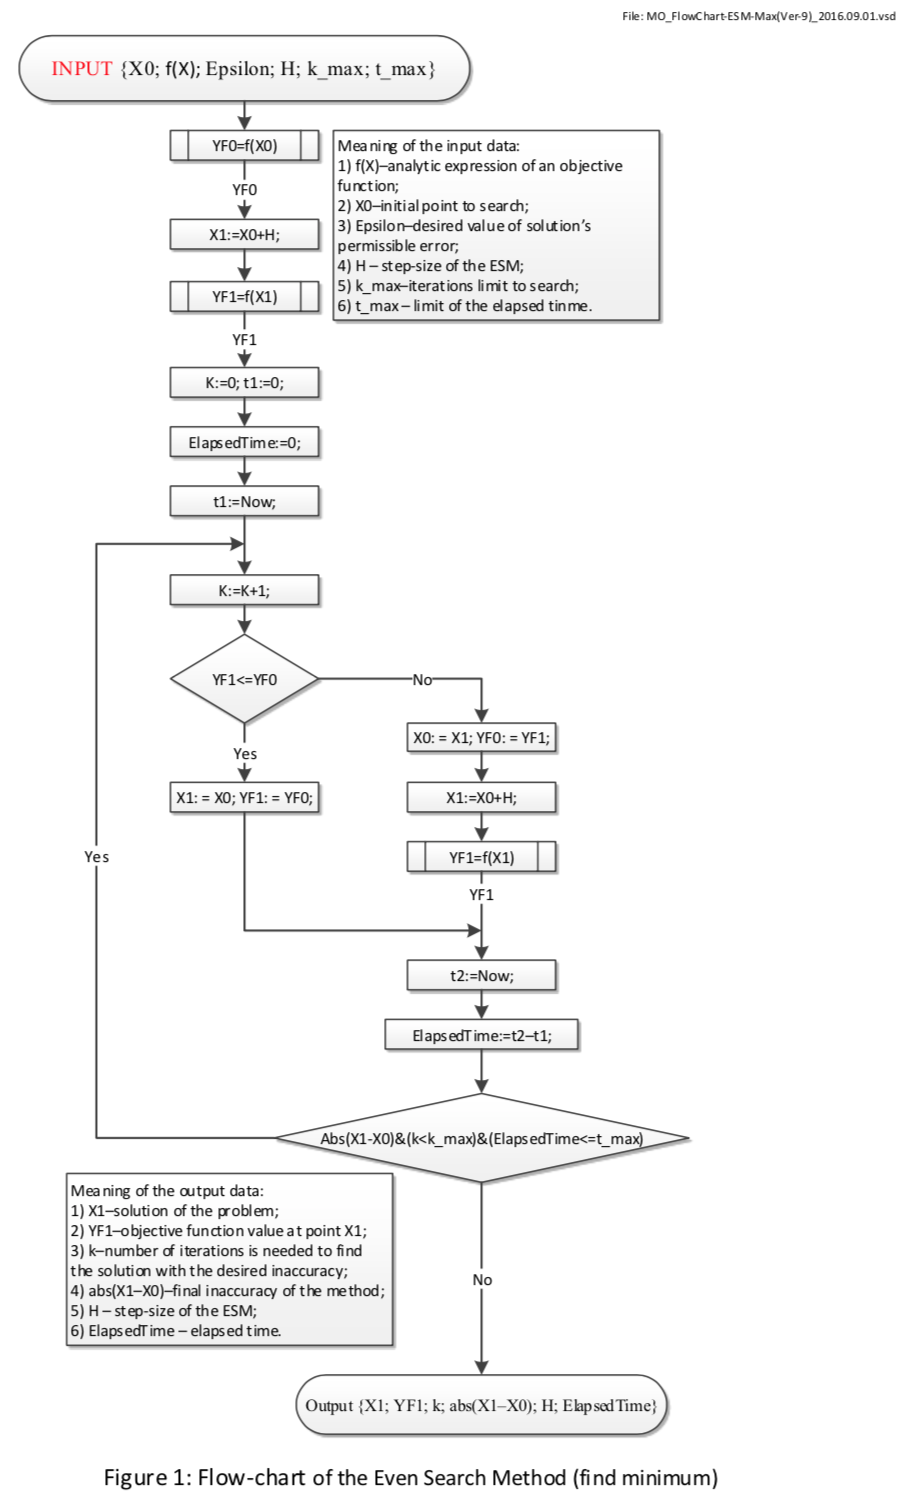 File: MO_FlowChart-ESM-Max(Ver-9)_2016.09.01.vsd
INPUT {X0; f(X); Epsilon; H; k_max; t_max}
YF0=f(X0)
Meaning of the input data:
1) f(X)–analytic expression of an objective
function;
2) X0–initial point to search;
3) Epsilon–desired value of solution's
permissible error;
4) H – step-size of the ESM;
5) k_max–iterations limit to search;
6) t_max – limit of the elapsed tinme.
YF0
X1:=X0+H;
YF1=f(X1)
YF1
K:=0; t1:=0;
ElapsedTime:=0;
t1:=Now;
K:=K+1;
YF1<=YF0
No
X0: = X1; YF0: = YF1;
Yes
X1: = X0; YF1: = YF0;
X1:=X0+H;
Yes
YF1=f(X1)
YF1
t2:=Now;
ElapsedTime:=t2–t1;
Abs(X1-X0)&(k<k_max)&(ElapsedTime<=t_max)
Meaning of the output data:
1) X1–solution of the problem;
2) YF1–objective function value at point X1;
3) k–number of iterations is needed to find
the solution with the desired inaccuracy;
4) abs(X1–X0)–final inaccuracy of the method;
5) H – step-size of the ESM;
6) ElapsedTime – elapsed time.
No
Output {X1; YF1; k; abs(X1–X0); H; ElapsedTime}
Figure 1: Flow-chart of the Even Search Method (find minimum)